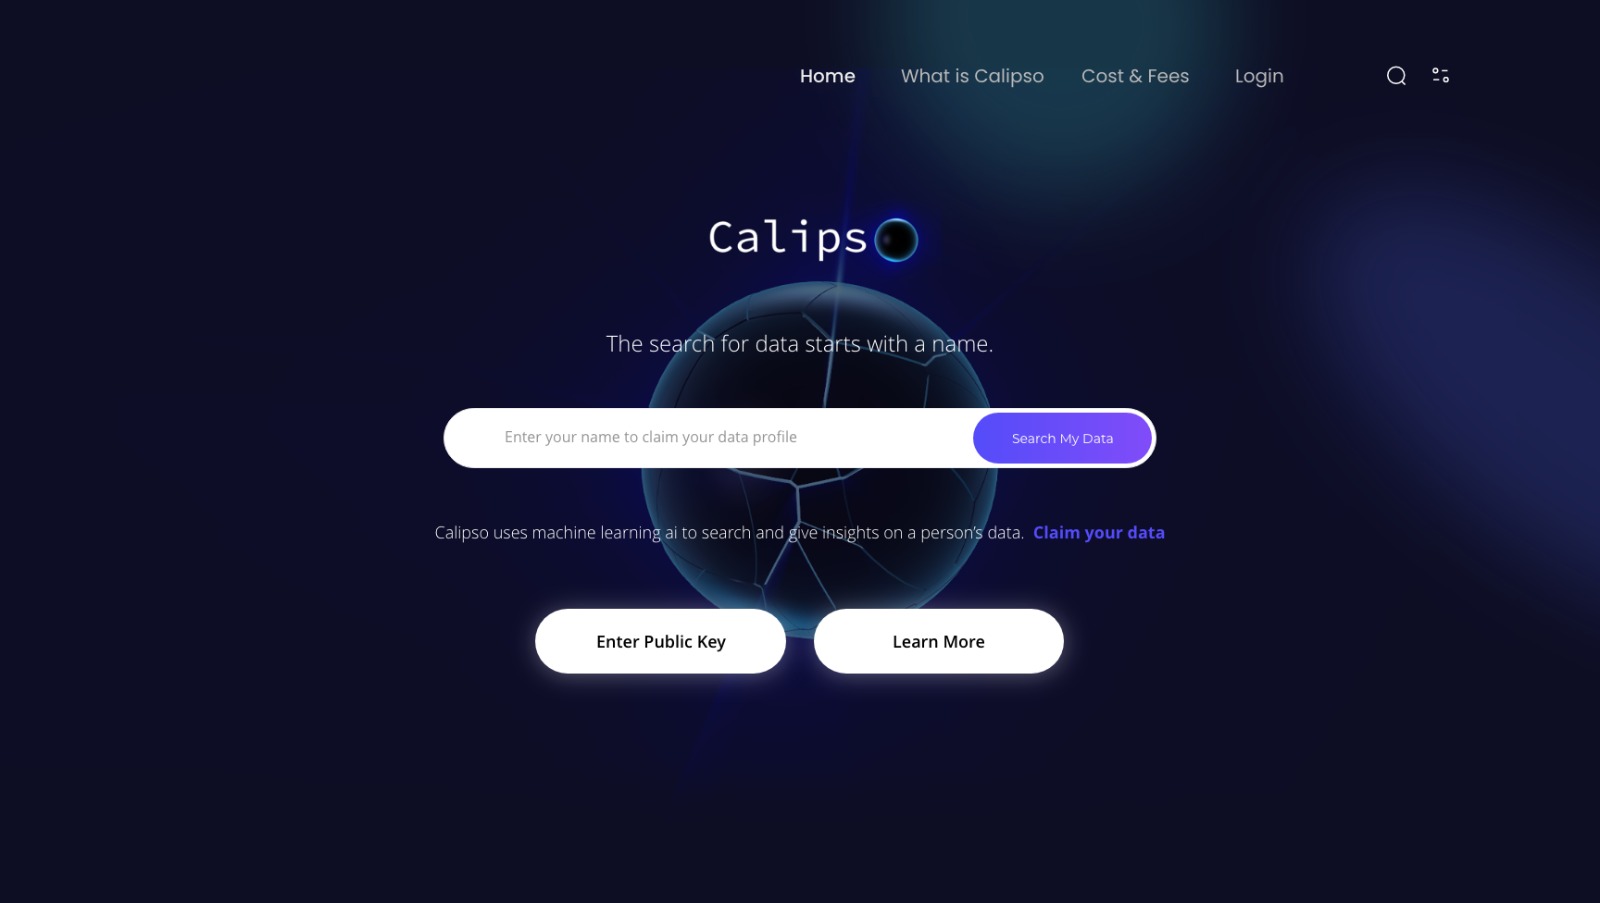 Home What is Calipso Cost & Fees Login
Calipso
The search for data starts with a name.
Enter your name to claim your data profile Search My Data
Calipso uses machine learning ai to search and give insights on a person's data. Claim your data
Enter Public Key Learn More